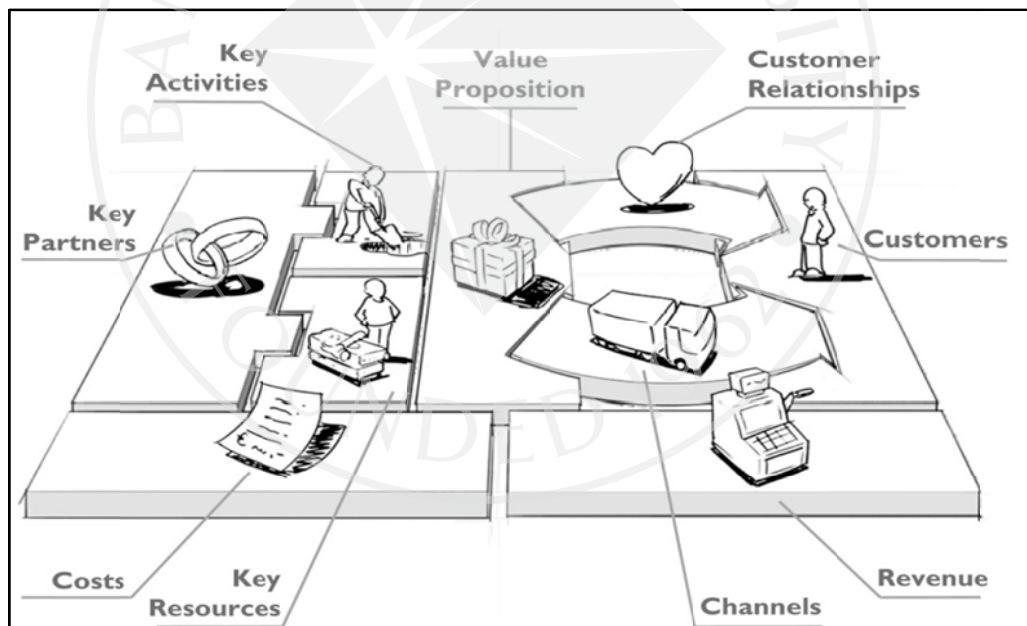 Key
Activities
Value
Proposition
Customer
Relationships
Key
Partners
Customers
Costs
Key
Resources
Channels
Revenue